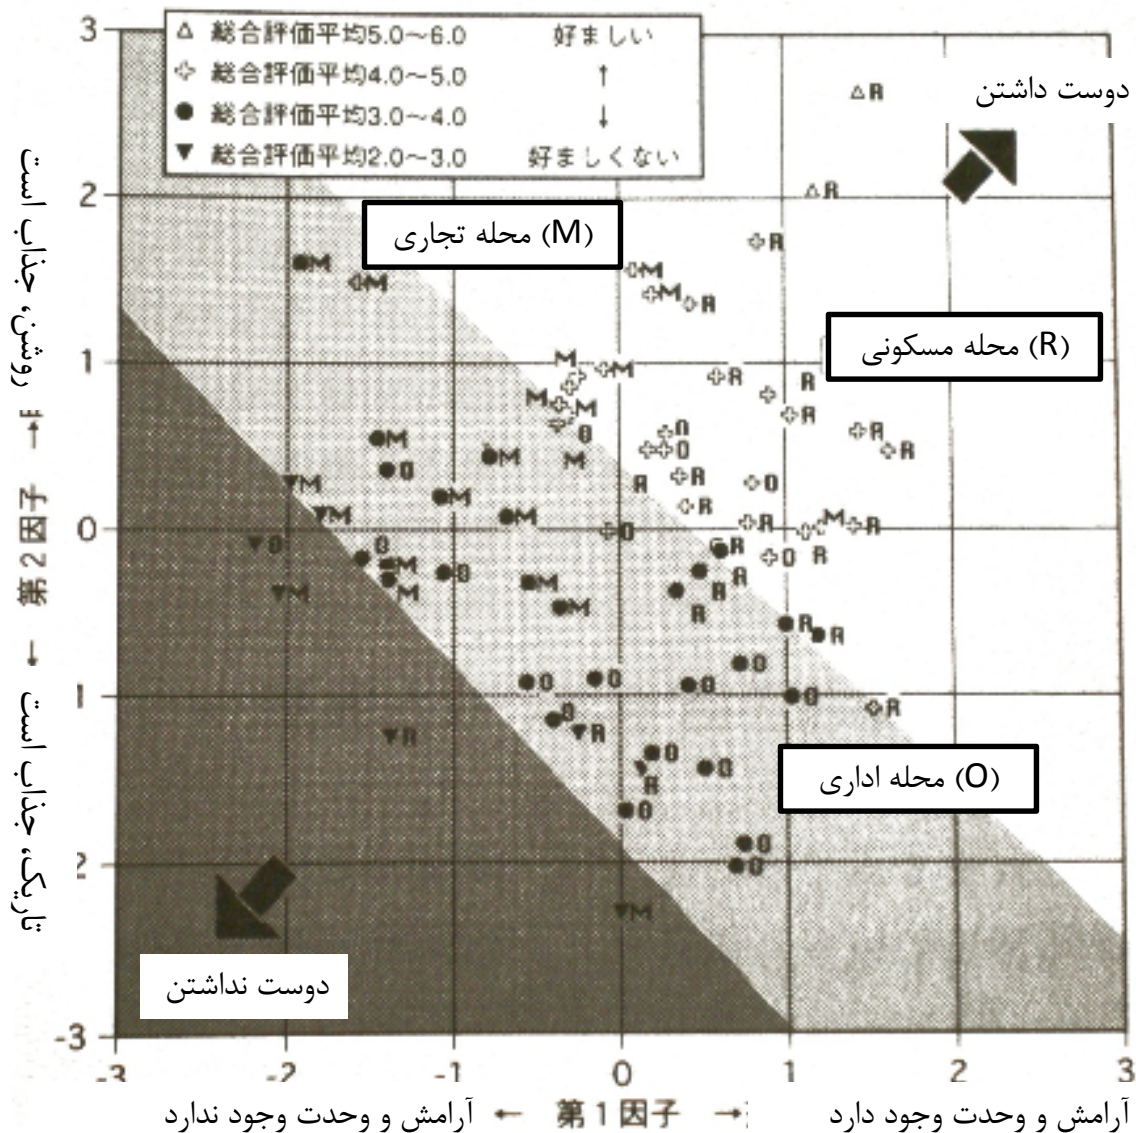 3
△ 総合評価平均5.0～6.0 好ましい
✧ 総合評価平均4.0～5.0 ↑
● 総合評価平均3.0～4.0 ↓
▼ 総合評価平均2.0～3.0 好ましくない
R
دوست داشتن
R
2
محله تجاری (M)
R
M
M
M
M
R
محله مسکونی (R)
1
M
M
R
R
M
M
R
O
O
R
R
M
O
M
M
O
R
R
O
M
M
R
M
M
R
M
R
0
O
O
O
R
O
R
M
O
R
M
M
M
R
M
R
R
R
O
O
O
O
O
R
O
R
R
O
O
R
محله اداری (O)
O
O
O
M
دوست نداشتن
-3
-3 -2 -1 0 1 2 3
آرامش و وحدت وجود ندارد ← 第1因子 → آرامش و وحدت وجود دارد
روشن، جذاب است
← 第2因子 →
تاریک، جذاب است